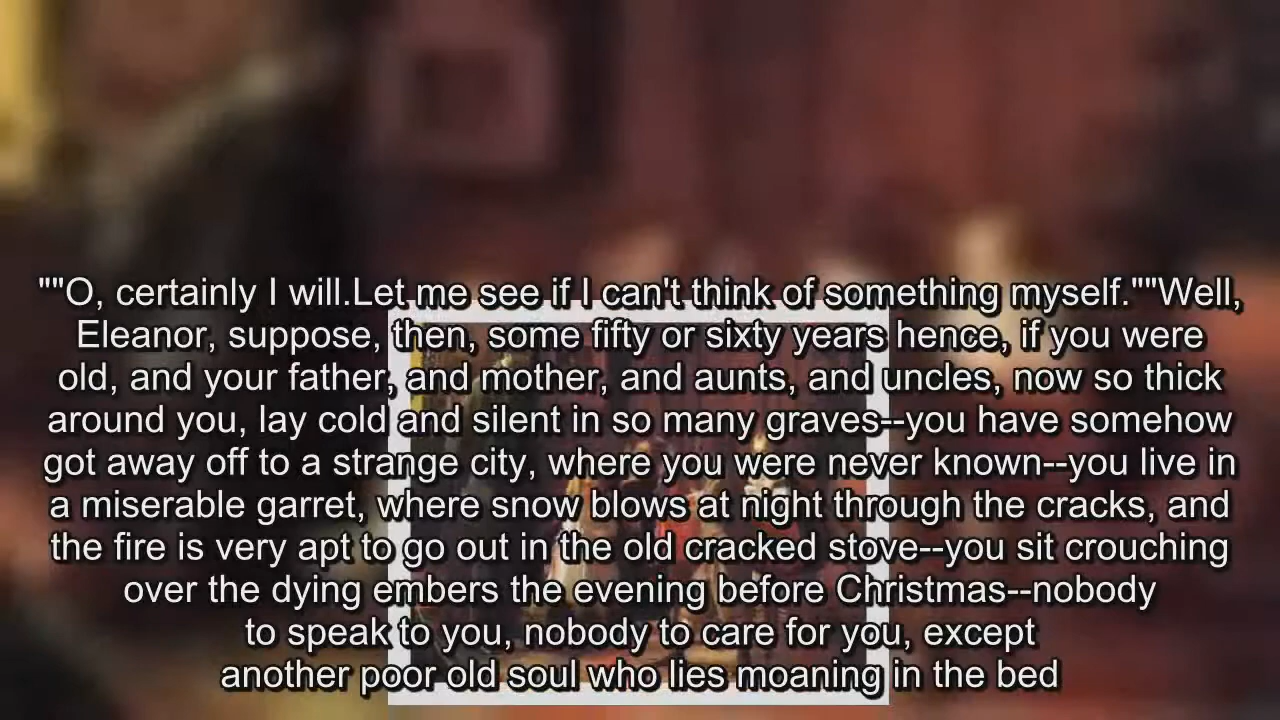 ""O, certainly I will.Let me see if I can't think of something myself.""Well,
Eleanor, suppose, then, some fifty or sixty years hence, if you were
old, and your father, and mother, and aunts, and uncles, now so thick
around you, lay cold and silent in so many graves--you have somehow
got away off to a strange city, where you were never known--you live in
a miserable garret, where snow blows at night through the cracks, and
the fire is very apt to go out in the old cracked stove--you sit crouching
over the dying embers the evening before Christmas--nobody
to speak to you, nobody to care for you, except
another poor old soul who lies moaning in the bed